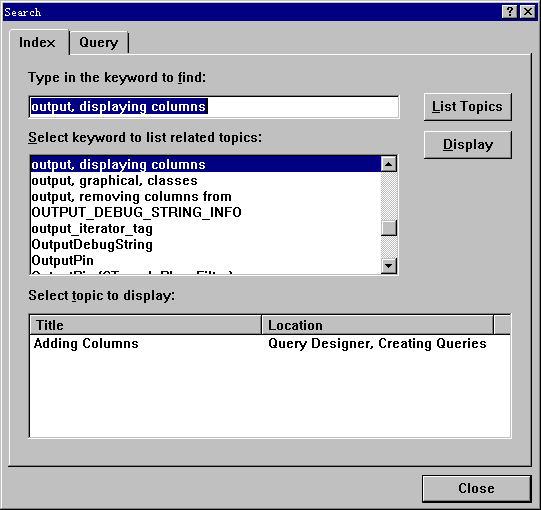 Search
Index Query
Type in the keyword to find:
output, displaying columns
List Topics
Select keyword to list related topics:
Display
output, displaying columns
output, graphical, classes
output, removing columns from
OUTPUT_DEBUG_STRING_INFO
output_iterator_tag
OutputDebugString
OutputPin
Select topic to display:
Title Location
Adding Columns Query Designer, Creating Queries
Close